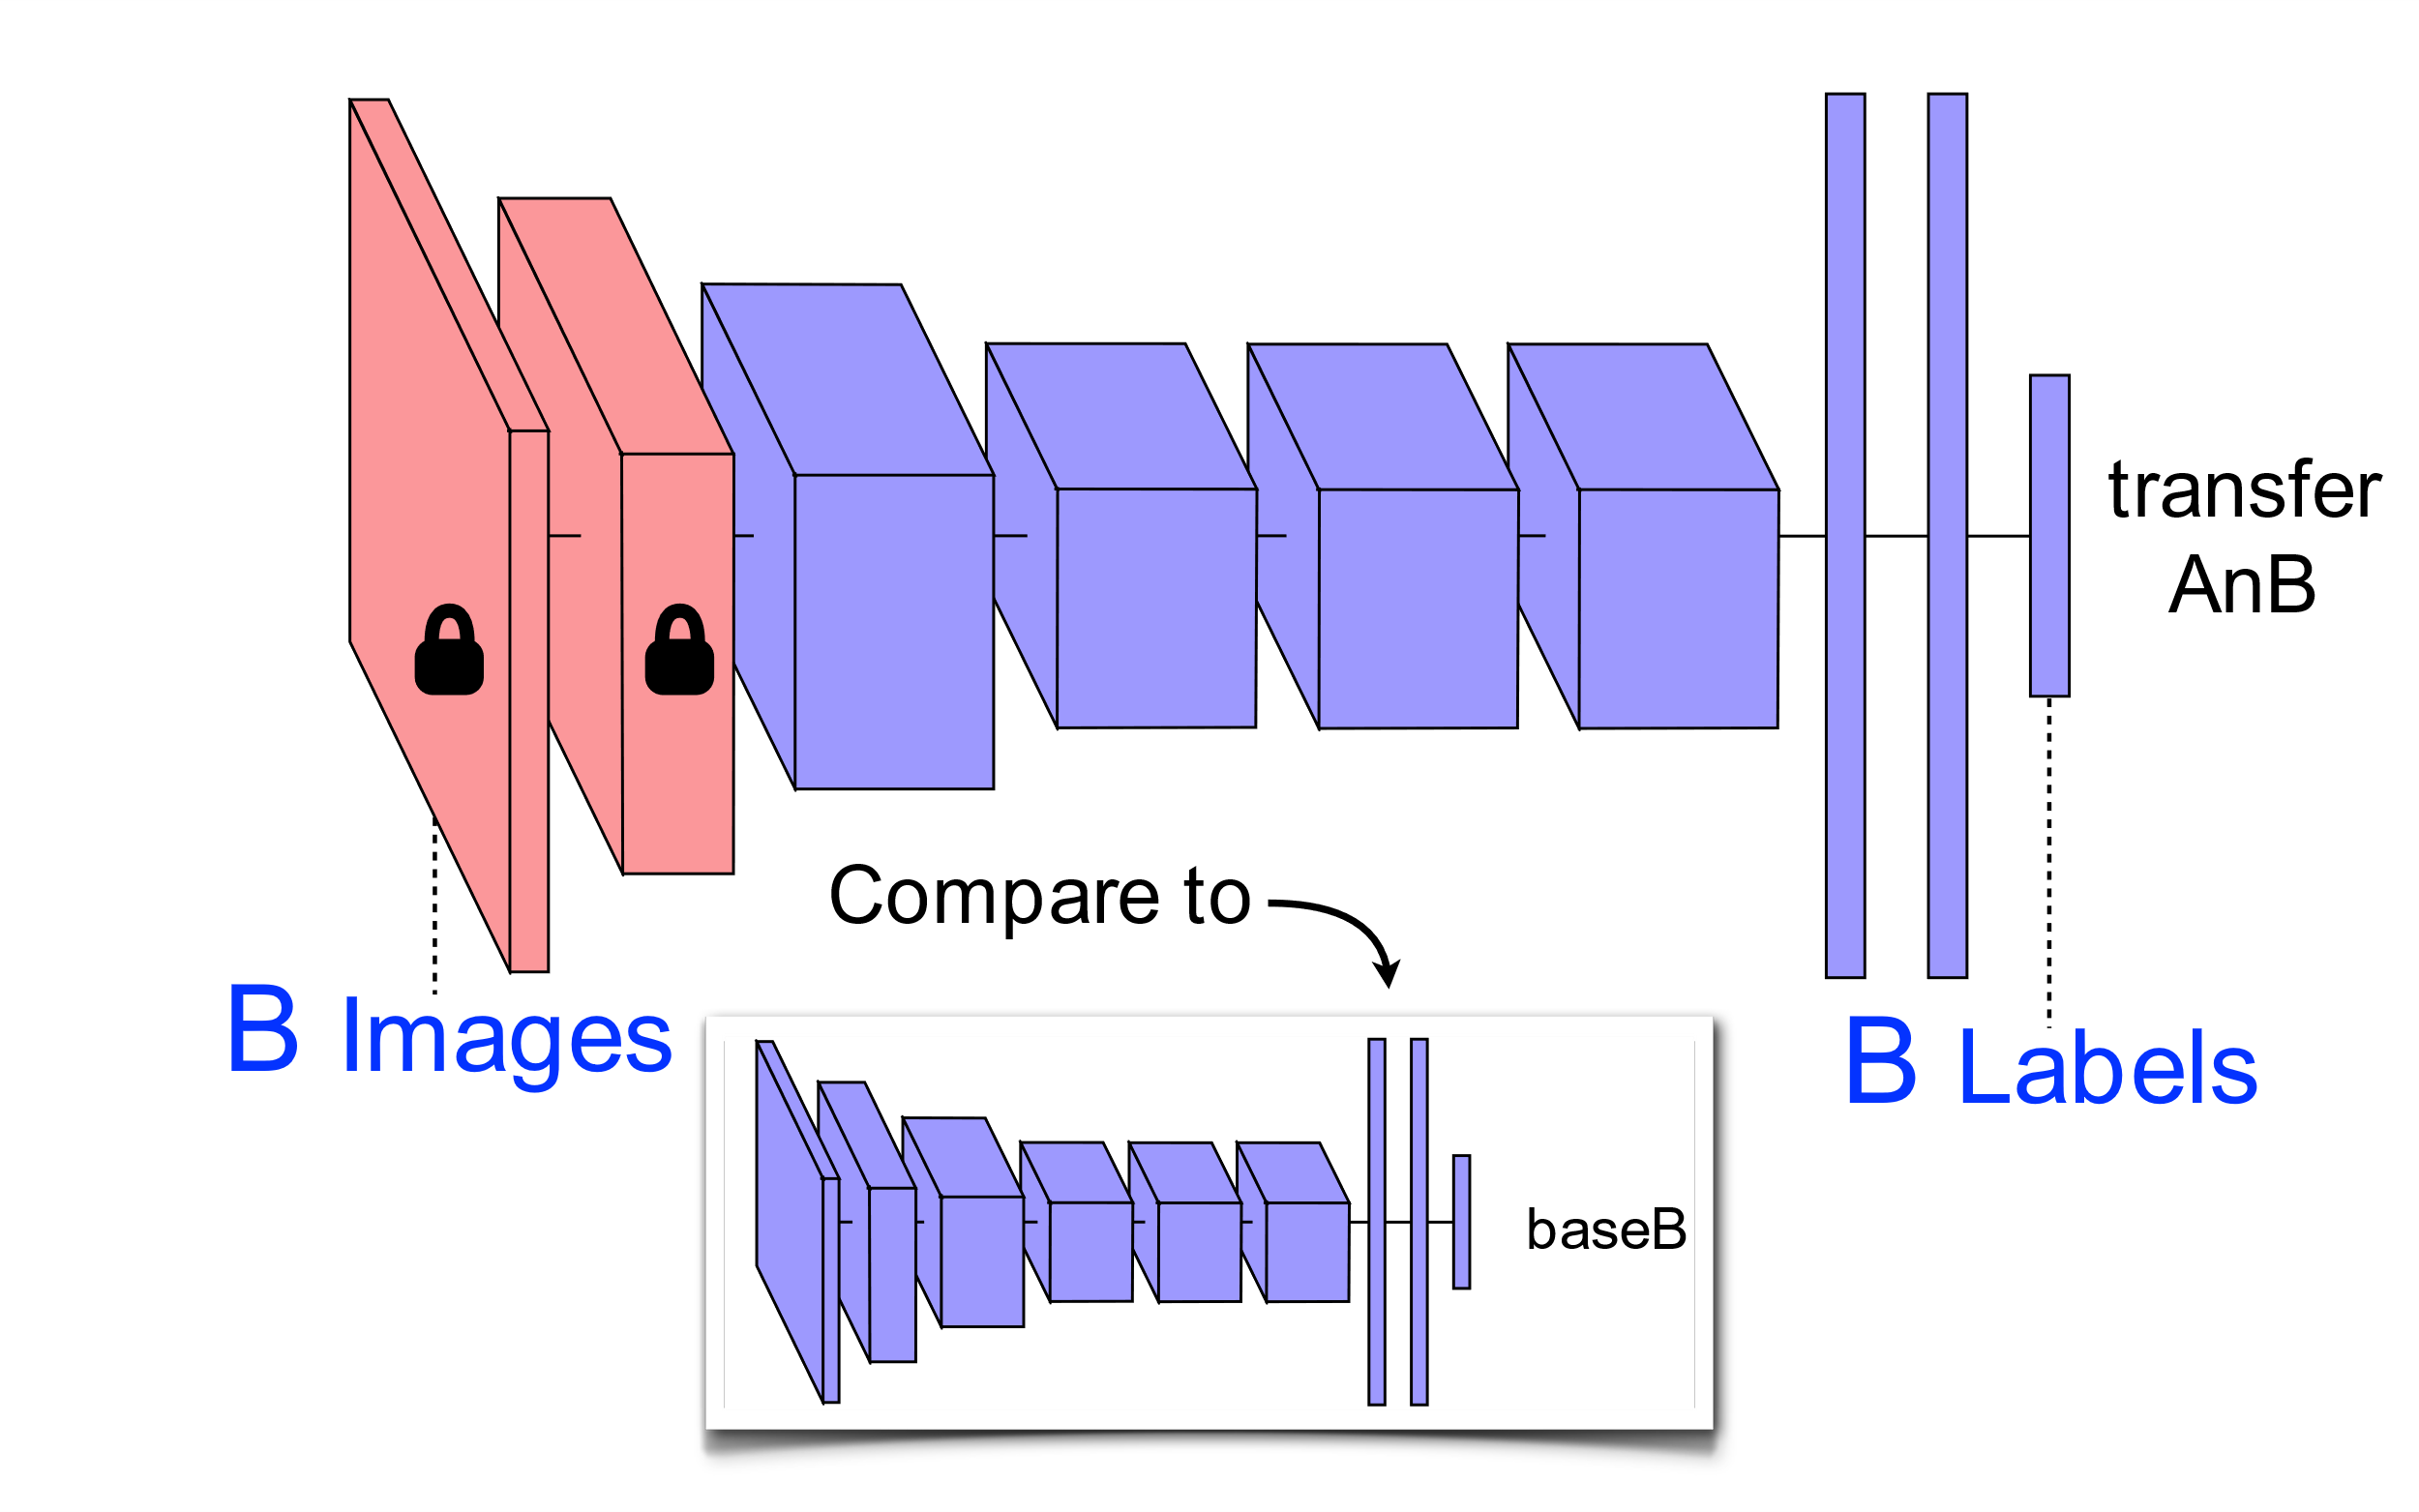 transfer
AnB
Compare to
B Images
B Labels
baseB